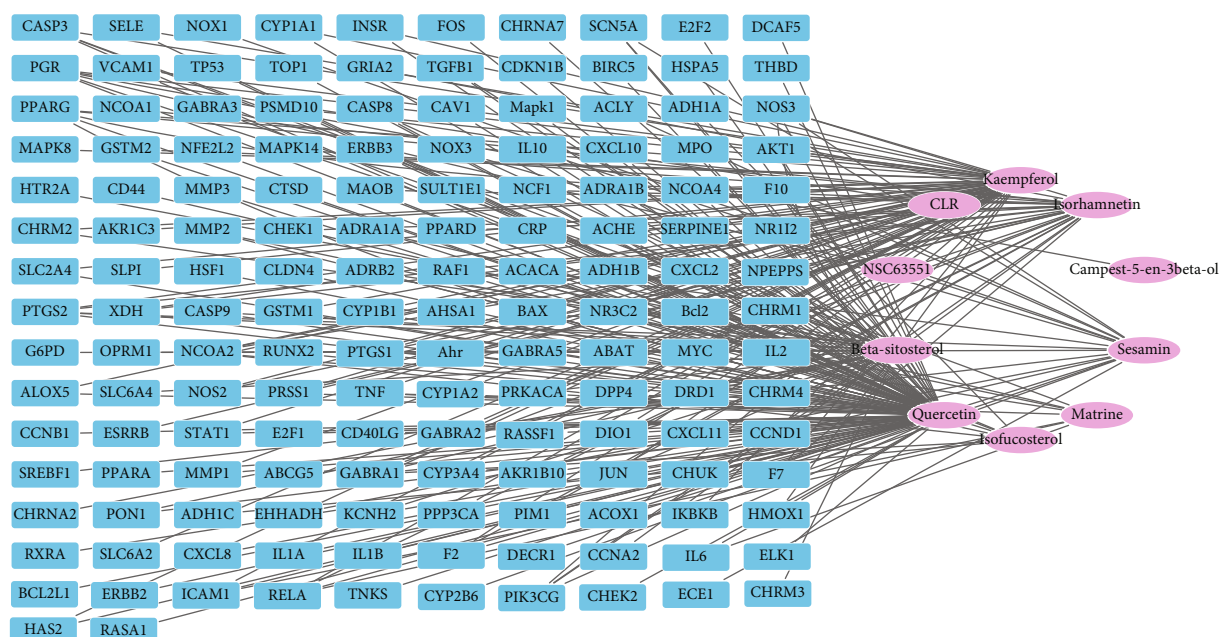 CASP3 SELE NOX1 CYP1A1 INSR FOS CHRNA7 SCN5A E2F2 DCAF5
PGR VCAM1 TP53 TOP1 GRIA2 TGFB1 CDKN1B BIRC5 HSPA5 THBD
PPARG NCOA1 GABRA3 PSMD10 CASP8 CAV1 Mapk1 ACLY ADH1A NOS3
MAPK8 GSTM2 NFE2L2 MAPK14 ERBB3 NOX3 IL10 CXCL10 MPO AKT1
Kaempferol
HTR2A CD44 MMP3 CTSD MAOB SULT1E1 NCF1 ADRA1B NCOA4 F10
CLR Isorhamnetin
CHRM2 AKR1C3 MMP2 CHEK1 ADRA1A PPARD CRP ACHE SERPINE1 NR1I2
SLC2A4 SLPI HSF1 CLDN4 ADRB2 RAF1 ACACA ADH1B CXCL2 NPEPPS
NSC63551 Campest-5-en-3beta-ol
PTGS2 XDH CASP9 GSTM1 CYP1B1 AHSA1 BAX NR3C2 Bcl2 CHRM1
G6PD OPRM1 NCOA2 RUNX2 PTGS1 Ahr GABRA5 ABAT MYC IL2
Beta-sitosterol Sesamin
ALOX5 SLC6A4 NOS2 PRSS1 TNF CYP1A2 PRKACA DPP4 DRD1 CHRM4
Quercetin Matrine
CCNB1 ESRRB STAT1 E2F1 CD40LG GABRA2 RASSF1 DIO1 CXCL11 CCND1
Isofucosterol
SREBF1 PPARA MMP1 ABCG5 GABRA1 CYP3A4 AKR1B10 JUN CHUK F7
CHRNA2 PON1 ADH1C EHHADH KCNH2 PPP3CA PIM1 ACOX1 IKBKB HMOX1
RXRA SLC6A2 CXCL8 IL1A IL1B F2 DECR1 CCNA2 IL6 ELK1
BCL2L1 ERBB2 ICAM1 RELA TNKS CYP2B6 PIK3CG CHEK2 ECE1 CHRM3
HAS2 RASA1